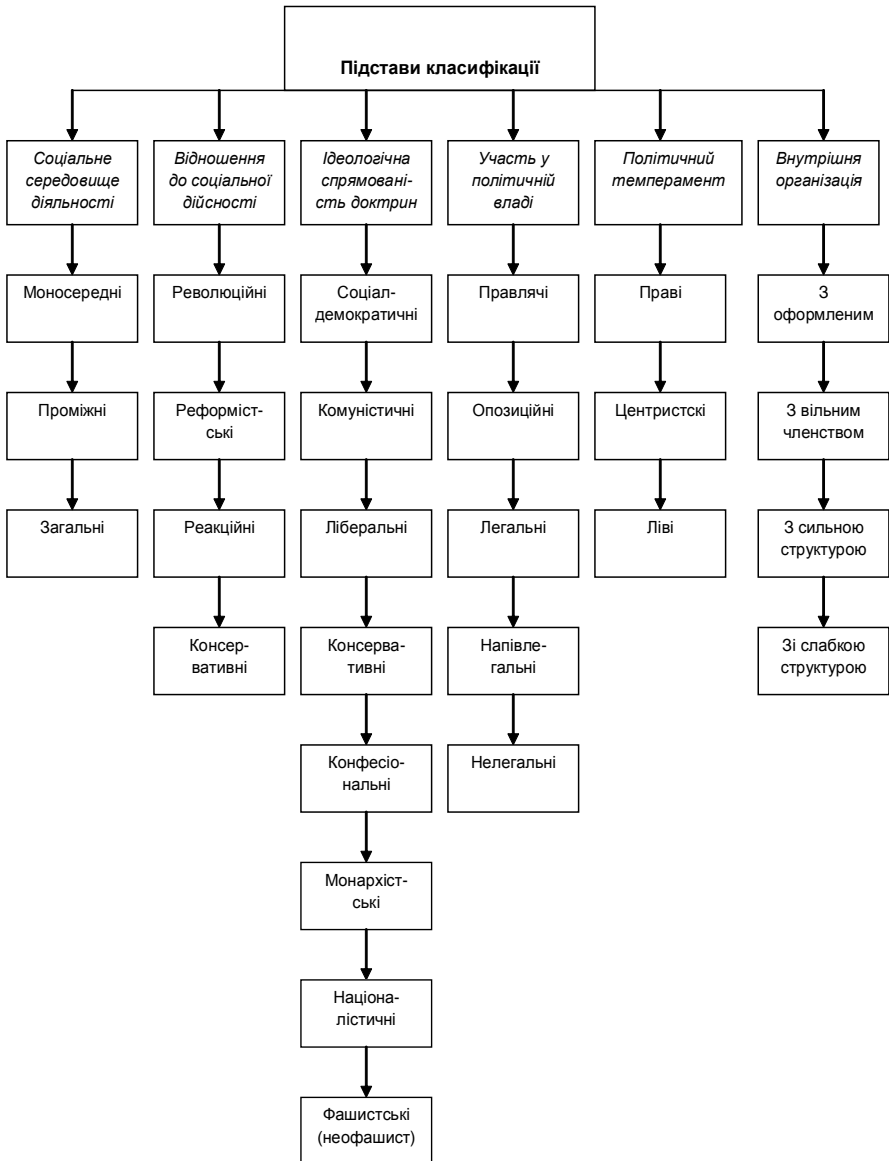 Підстави класифікації
Соціальне
середовище
діяльності
Відношення
до соціальної
дійсності
Ідеологічна
спрямовані-
сть доктрин
Участь у
політичній
владі
Політичний
темперамент
Внутрішня
організація
Моносередні
Революційні
Соціал-
демократичні
Правлячі
Праві
З
оформленим
Проміжні
Реформіст-
ські
Комуністичні
Опозиційні
Центристскі
З вільним
членством
Загальні
Реакційні
Ліберальні
Легальні
Ліві
З сильною
структурою
Консер-
вативні
Консерва-
тивні
Напівле-
гальні
Зі слабкою
структурою
Конфесіо-
нальні
Нелегальні
Монархіст-
ські
Націона-
лістичні
Фашистські
(неофашист)